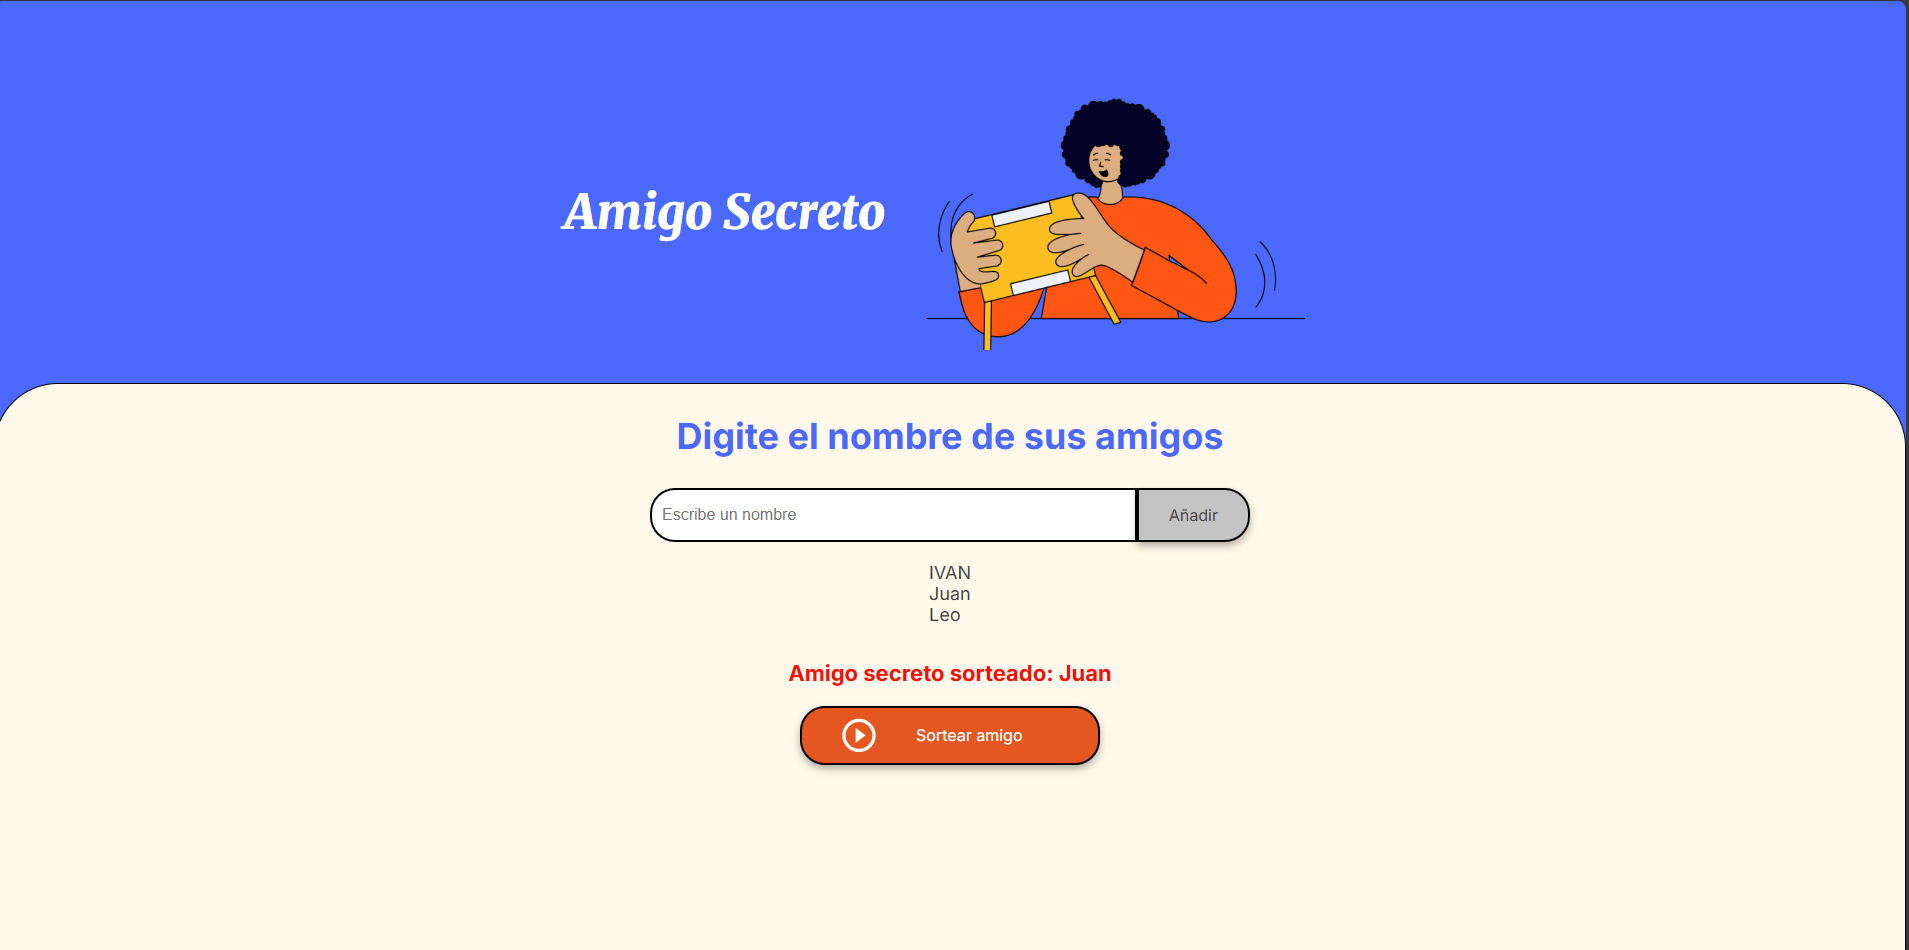 Amigo Secreto
Digite el nombre de sus amigos
Escribe un nombre
Añadir
IVAN
Juan
Leo
Amigo secreto sorteado: Juan
Sortear amigo